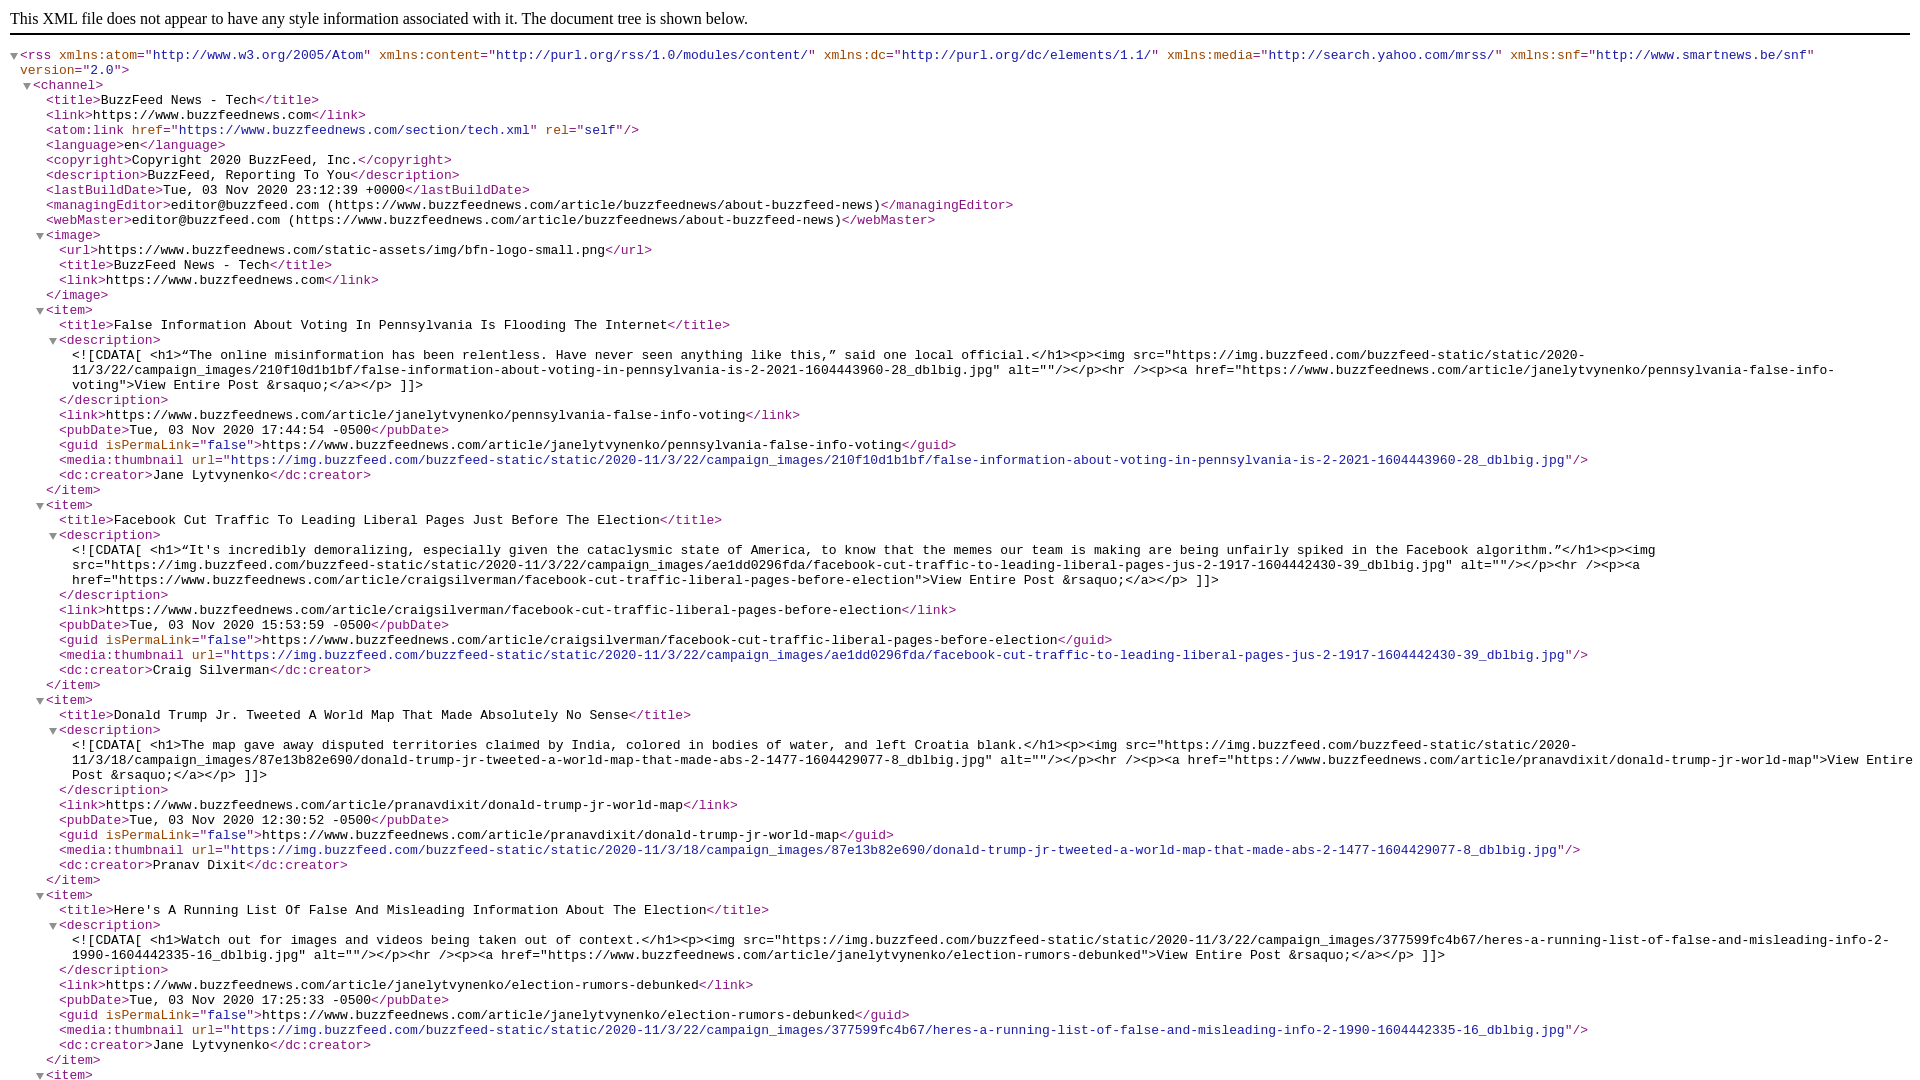 This XML file does not appear to have any style information associated with it. The document tree is shown below.
<rss xmlns:atom="http://www.w3.org/2005/Atom" xmlns:content="http://purl.org/rss/1.0/modules/content/" xmlns:dc="http://purl.org/dc/elements/1.1/" xmlns:media="http://search.yahoo.com/mrss/" xmlns:snf="http://www.smartnews.be/snf"
version="2.0">
<channel>
<title>BuzzFeed News - Tech</title>
<link>https://www.buzzfeednews.com</link>
<atom:link href="https://www.buzzfeednews.com/section/tech.xml" rel="self"/>
<language>en</language>
<copyright>Copyright 2020 BuzzFeed, Inc.</copyright>
<description>BuzzFeed, Reporting To You</description>
<lastBuildDate>Tue, 03 Nov 2020 23:12:39 +0000</lastBuildDate>
<managingEditor>editor@buzzfeed.com (https://www.buzzfeednews.com/article/buzzfeednews/about-buzzfeed-news)</managingEditor>
<webMaster>editor@buzzfeed.com (https://www.buzzfeednews.com/article/buzzfeednews/about-buzzfeed-news)</webMaster>
<image>
<url>https://www.buzzfeednews.com/static-assets/img/bfn-logo-small.png</url>
<title>BuzzFeed News - Tech</title>
<link>https://www.buzzfeednews.com</link>
</image>
<item>
<title>False Information About Voting In Pennsylvania Is Flooding The Internet</title>
<description>
<![CDATA[ <h1>“The online misinformation has been relentless. Have never seen anything like this,” said one local official.</h1><p><img src="https://img.buzzfeed.com/buzzfeed-static/static/2020-
11/3/22/campaign_images/210f10d1b1bf/false-information-about-voting-in-pennsylvania-is-2-2021-1604443960-28_dblbig.jpg" alt=""/></p><hr /><p><a href="https://www.buzzfeednews.com/article/janelytvynenko/pennsylvania-false-info-
voting">View Entire Post &rsaquo;</a></p> ]]>
</description>
<link>https://www.buzzfeednews.com/article/janelytvynenko/pennsylvania-false-info-voting</link>
<pubDate>Tue, 03 Nov 2020 17:44:54 -0500</pubDate>
<guid isPermaLink="false">https://www.buzzfeednews.com/article/janelytvynenko/pennsylvania-false-info-voting</guid>
<media:thumbnail url="https://img.buzzfeed.com/buzzfeed-static/static/2020-11/3/22/campaign_images/210f10d1b1bf/false-information-about-voting-in-pennsylvania-is-2-2021-1604443960-28_dblbig.jpg"/>
<dc:creator>Jane Lytvynenko</dc:creator>
</item>
<item>
<title>Facebook Cut Traffic To Leading Liberal Pages Just Before The Election</title>
<description>
<![CDATA[ <h1>“It's incredibly demoralizing, especially given the cataclysmic state of America, to know that the memes our team is making are being unfairly spiked in the Facebook algorithm.”</h1><p><img
src="https://img.buzzfeed.com/buzzfeed-static/static/2020-11/3/22/campaign_images/ae1dd0296fda/facebook-cut-traffic-to-leading-liberal-pages-jus-2-1917-1604442430-39_dblbig.jpg" alt=""/></p><hr /><p><a
href="https://www.buzzfeednews.com/article/craigsilverman/facebook-cut-traffic-liberal-pages-before-election">View Entire Post &rsaquo;</a></p> ]]>
</description>
<link>https://www.buzzfeednews.com/article/craigsilverman/facebook-cut-traffic-liberal-pages-before-election</link>
<pubDate>Tue, 03 Nov 2020 15:53:59 -0500</pubDate>
<guid isPermaLink="false">https://www.buzzfeednews.com/article/craigsilverman/facebook-cut-traffic-liberal-pages-before-election</guid>
<media:thumbnail url="https://img.buzzfeed.com/buzzfeed-static/static/2020-11/3/22/campaign_images/ae1dd0296fda/facebook-cut-traffic-to-leading-liberal-pages-jus-2-1917-1604442430-39_dblbig.jpg"/>
<dc:creator>Craig Silverman</dc:creator>
</item>
<item>
<title>Donald Trump Jr. Tweeted A World Map That Made Absolutely No Sense</title>
<description>
<![CDATA[ <h1>The map gave away disputed territories claimed by India, colored in bodies of water, and left Croatia blank.</h1><p><img src="https://img.buzzfeed.com/buzzfeed-static/static/2020-
11/3/18/campaign_images/87e13b82e690/donald-trump-jr-tweeted-a-world-map-that-made-abs-2-1477-1604429077-8_dblbig.jpg" alt=""/></p><hr /><p><a href="https://www.buzzfeednews.com/article/pranavdixit/donald-trump-jr-world-map">View Entire
Post &rsaquo;</a></p> ]]>
</description>
<link>https://www.buzzfeednews.com/article/pranavdixit/donald-trump-jr-world-map</link>
<pubDate>Tue, 03 Nov 2020 12:30:52 -0500</pubDate>
<guid isPermaLink="false">https://www.buzzfeednews.com/article/pranavdixit/donald-trump-jr-world-map</guid>
<media:thumbnail url="https://img.buzzfeed.com/buzzfeed-static/static/2020-11/3/18/campaign_images/87e13b82e690/donald-trump-jr-tweeted-a-world-map-that-made-abs-2-1477-1604429077-8_dblbig.jpg"/>
<dc:creator>Pranav Dixit</dc:creator>
</item>
<item>
<title>Here's A Running List Of False And Misleading Information About The Election</title>
<description>
<![CDATA[ <h1>Watch out for images and videos being taken out of context.</h1><p><img src="https://img.buzzfeed.com/buzzfeed-static/static/2020-11/3/22/campaign_images/377599fc4b67/heres-a-running-list-of-false-and-misleading-info-2-
1990-1604442335-16_dblbig.jpg" alt=""/></p><hr /><p><a href="https://www.buzzfeednews.com/article/janelytvynenko/election-rumors-debunked">View Entire Post &rsaquo;</a></p> ]]>
</description>
<link>https://www.buzzfeednews.com/article/janelytvynenko/election-rumors-debunked</link>
<pubDate>Tue, 03 Nov 2020 17:25:33 -0500</pubDate>
<guid isPermaLink="false">https://www.buzzfeednews.com/article/janelytvynenko/election-rumors-debunked</guid>
<media:thumbnail url="https://img.buzzfeed.com/buzzfeed-static/static/2020-11/3/22/campaign_images/377599fc4b67/heres-a-running-list-of-false-and-misleading-info-2-1990-1604442335-16_dblbig.jpg"/>
<dc:creator>Jane Lytvynenko</dc:creator>
</item>
<item>